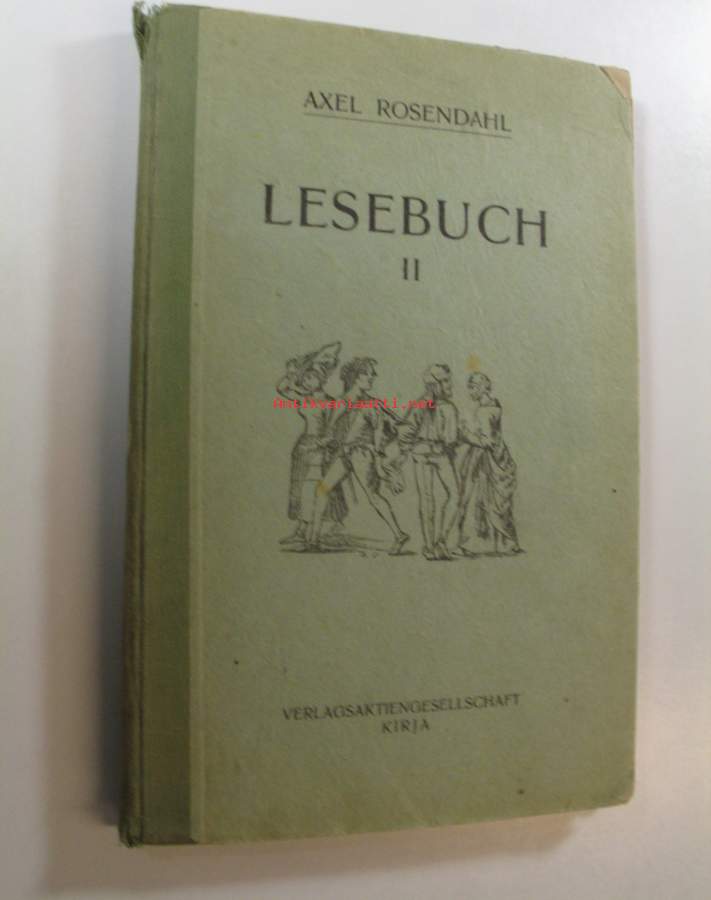 AXEL ROSENDAHL
LESEBUCH
II
Antikvariaatti.net
VERLAGSAKTIENGESELLSCHAFT
KIRJA